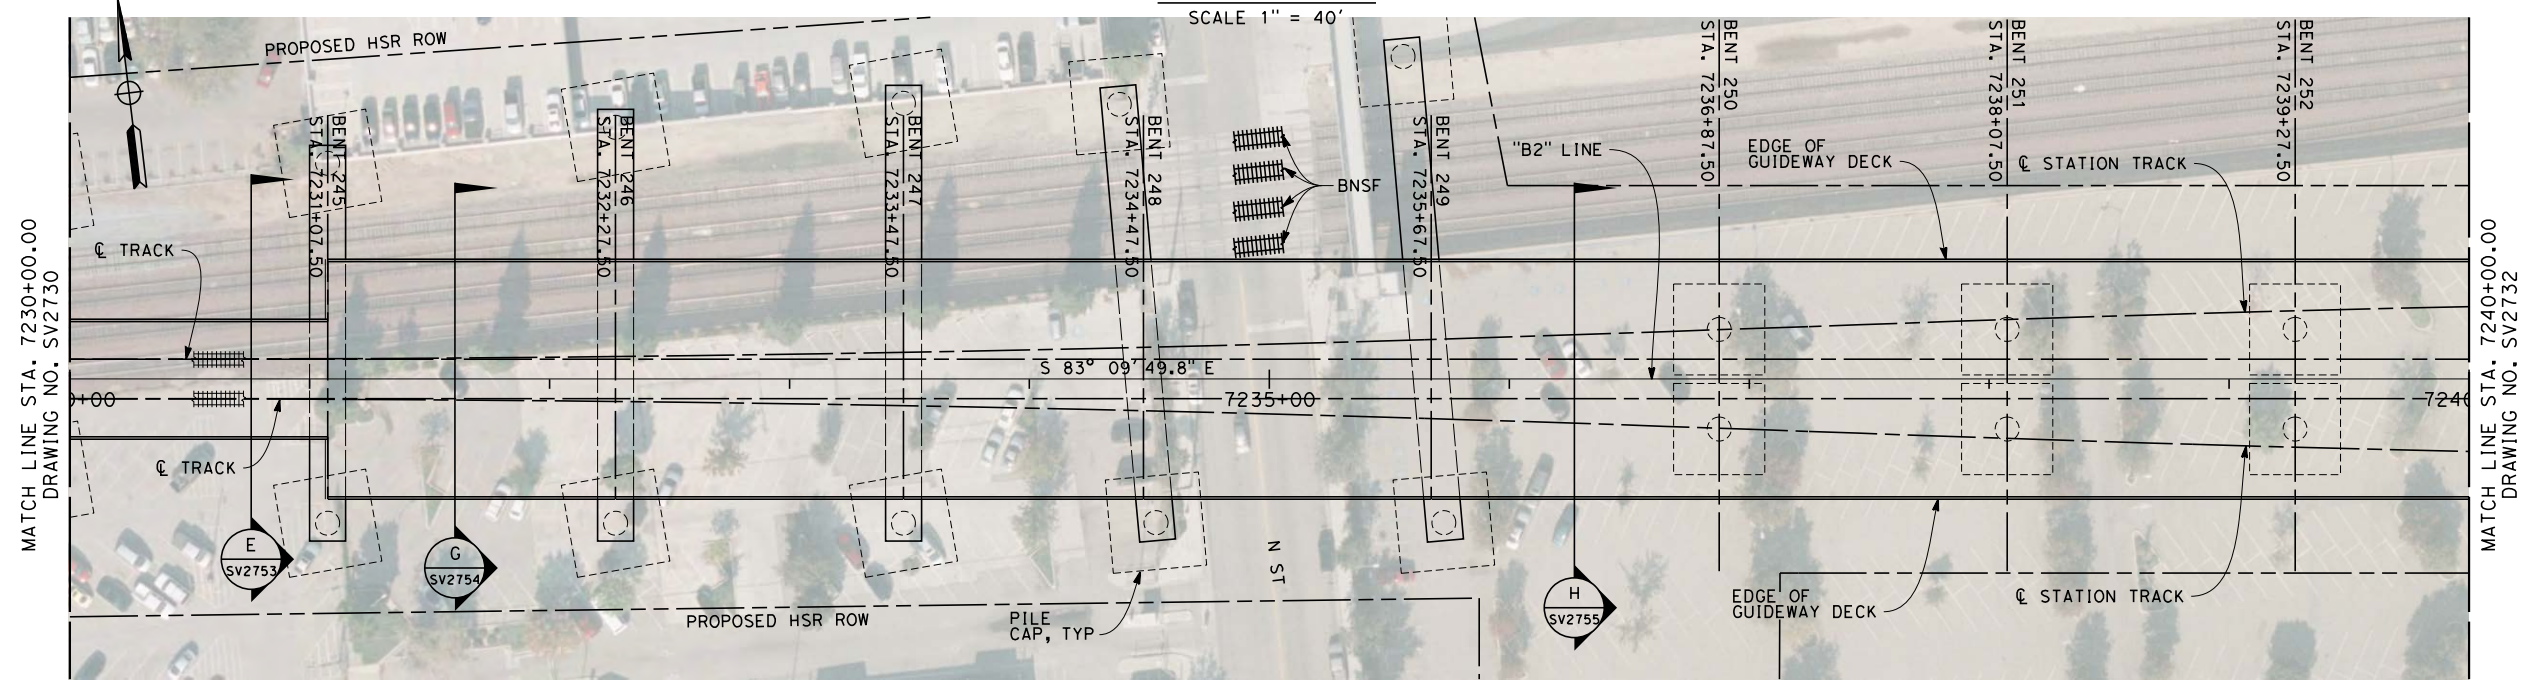 SCALE 1" = 40'
PROPOSED HSR ROW
BENT 245
STA. 7231+07.50
BENT 246
STA. 7232+27.50
BENT 247
STA. 7233+47.50
BENT 248
STA. 7234+47.50
BENT 249
STA. 7235+67.50
BENT 250
STA. 7236+87.50
BENT 251
STA. 7238+07.50
BENT 252
STA. 7239+27.50
BNSF
"B2" LINE
EDGE OF
GUIDEWAY DECK
℄ STATION TRACK
MATCH LINE STA. 7230+00.00
DRAWING NO. SV2730
℄ TRACK
S 83° 09' 49.8" E
0+00
7235+00
7240
MATCH LINE STA. 7240+00.00
DRAWING NO. SV2732
℄ TRACK
E
SV2753
G
SV2754
N ST
H
SV2755
PROPOSED HSR ROW
PILE
CAP, TYP
EDGE OF
GUIDEWAY DECK
℄ STATION TRACK